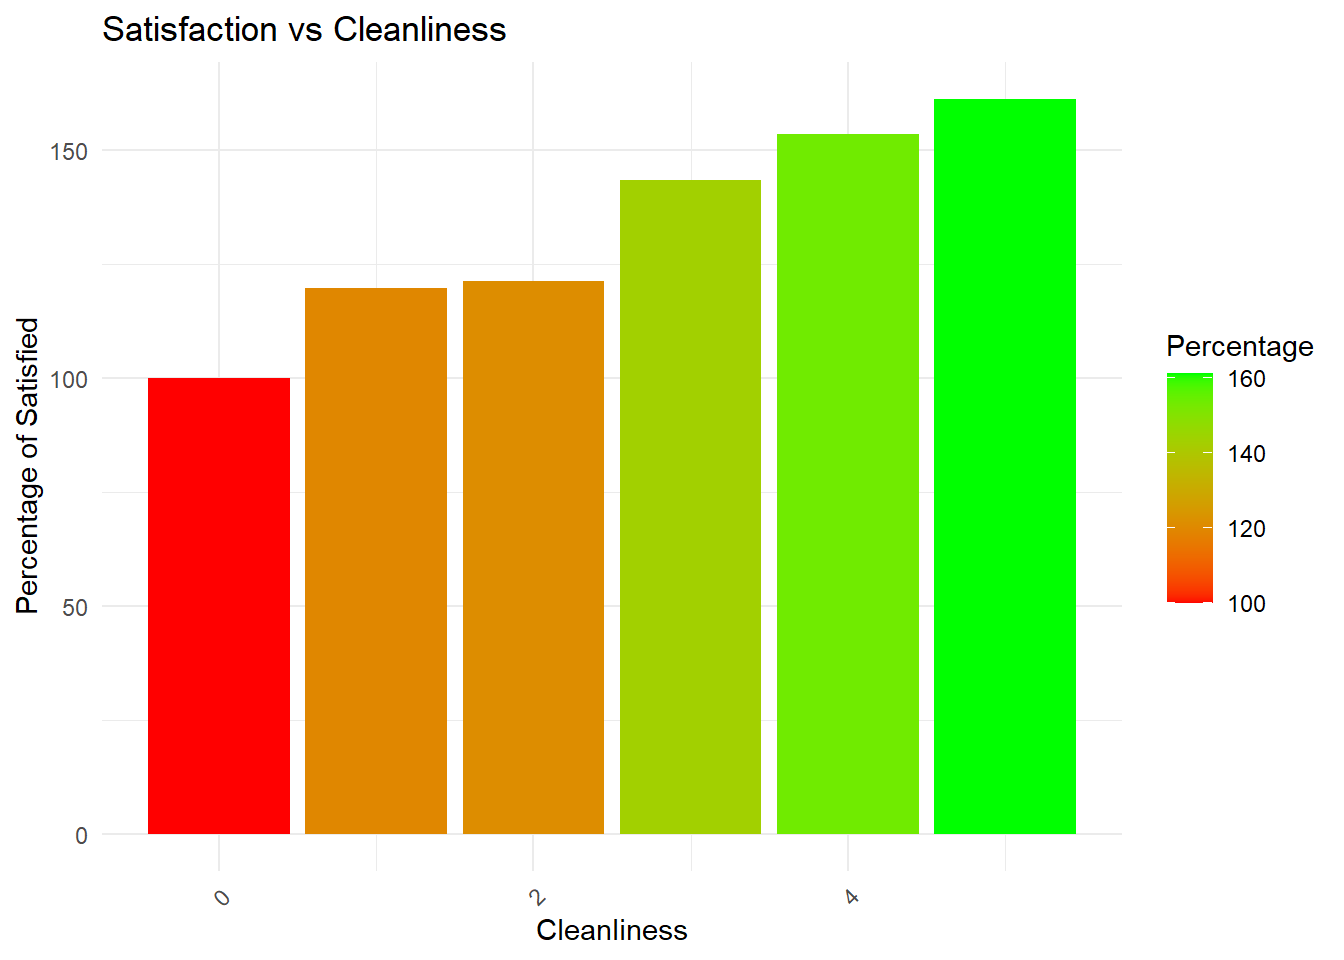 Satisfaction vs Cleanliness
Percentage of Satisfied
150
100
50
0
0
2
4
Cleanliness
Percentage
160
140
120
100